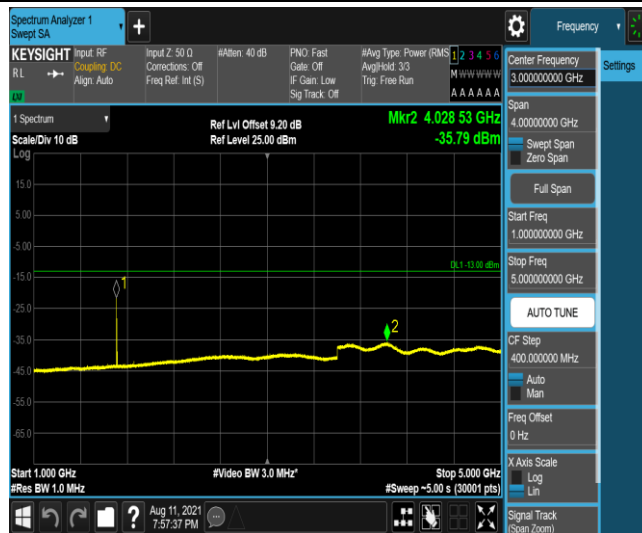 Spectrum Analyzer 1
Swept SA
+
Frequency
KEYSIGHT
RL
Input: RF
Coupling: DC
Align: Auto
Input Z: 50 Ω
Corrections: Off
Freq Ref: Int (S)
#Atten: 40 dB
PNO: Fast
Gate: Off
IF Gain: Low
Sig Track: Off
#Avg Type: Power (RMS
Avg|Hold: 3/3
Trig: Free Run
1 2 3 4 5 6
M W W W W W
A A A A A A
1 Spectrum
Scale/Div 10 dB
Ref Lvl Offset 9.20 dB
Ref Level 25.00 dBm
Mkr2 4.028 53 GHz
-35.79 dBm
Log
15.0
5.00
-5.00
-15.0
-25.0
-35.0
-45.0
-55.0
-65.0
DL1 -13.00 dBm
1
2
Start 1.000 GHz
#Res BW 1.0 MHz
#Video BW 3.0 MHz*
Stop 5.000 GHz
#Sweep ~5.00 s (30001 pts)
Aug 11, 2021
7:57:37 PM
?
Center Frequency
3.000000000 GHz
Settings
Span
4.00000000 GHz
Swept Span
Zero Span
Full Span
Start Freq
1.000000000 GHz
Stop Freq
5.000000000 GHz
AUTO TUNE
CF Step
400.000000 MHz
Auto
Man
Freq Offset
0 Hz
X Axis Scale
Log
Lin
Signal Track
(Span Zoom)